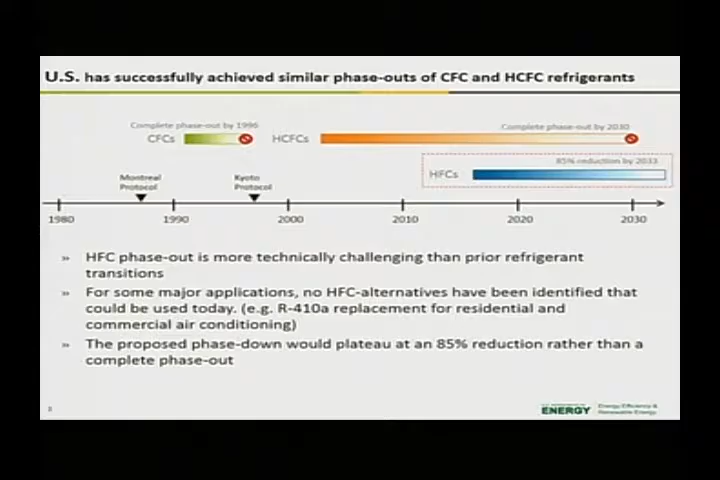 U.S. has successfully achieved similar phase-outs of CFC and HCFC refrigerants
Complete phase-out by 1996
Complete phase-out by 2030
CFCs
HCFCs
85% reduction by 2033
HFCs
Montreal
Protocol
Kyoto
Protocol
1980
1990
2000
2010
2020
2030
» HFC phase-out is more technically challenging than prior refrigerant
transitions
» For some major applications, no HFC-alternatives have been identified that
could be used today. (e.g. R-410a replacement for residential and
commercial air conditioning)
» The proposed phase-down would plateau at an 85% reduction rather than a
complete phase-out
ENERGY
Energy Efficiency &
Renewable Energy